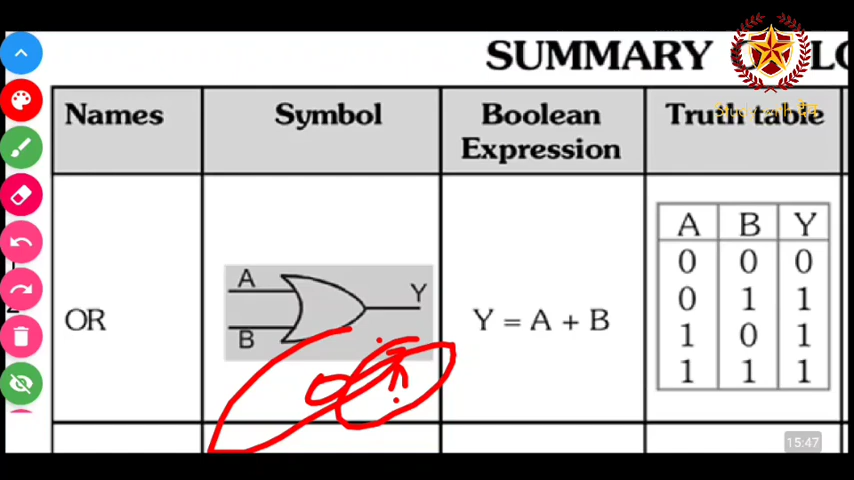 SUMMARY
Names
Symbol
Boolean
Expression
Truth table
OR
A
B
Y
Y = A + B
A B Y
0 0 0
0 1 1
1 0 1
1 1 1
15:47